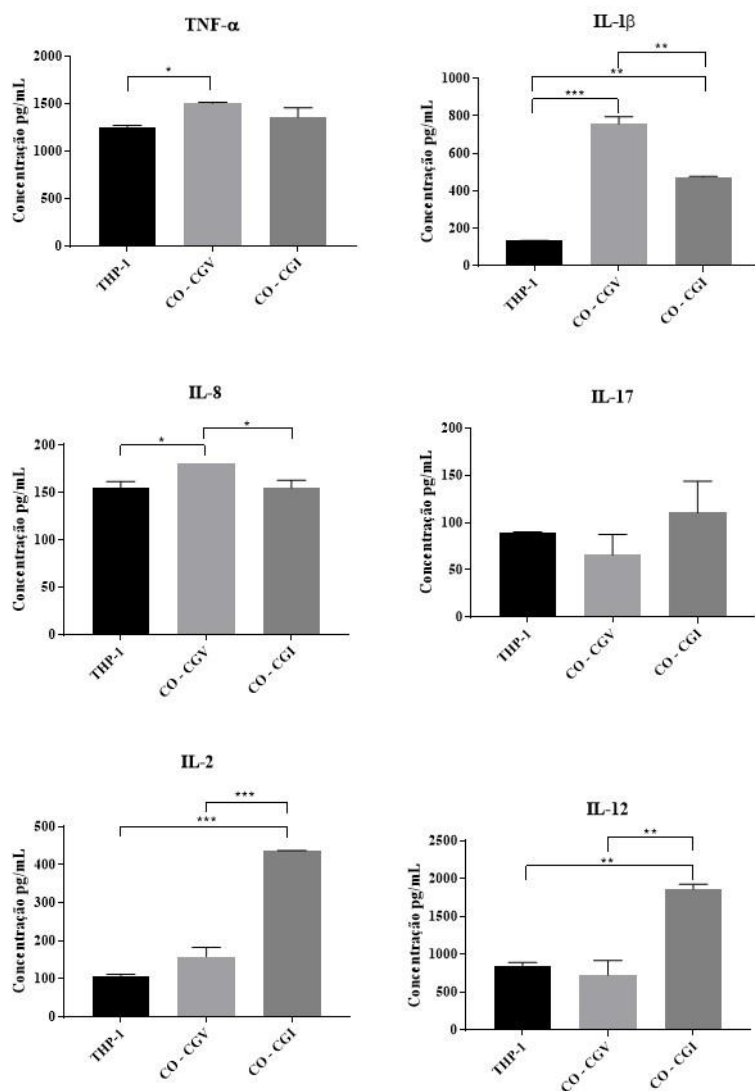 TNF-α
*
Concentração pg/mL
2000
1500
1000
500
0
THP-1
CO - CGV
CO - CGI
IL-1β
**
**
***
Concentração pg/mL
1000
800
600
400
200
0
THP-1
CO - CGV
CO - CGI
IL-8
*
*
Concentração pg/mL
200
150
100
50
0
THP-1
CO - CGV
CO - CGI
IL-17
Concentração pg/mL
200
150
100
50
0
THP-1
CO - CGV
CO - CGI
IL-2
***
***
Concentração pg/mL
500
400
300
200
100
0
THP-1
CO - CGV
CO - CGI
IL-12
**
**
Concentração pg/mL
2500
2000
1500
1000
500
0
THP-1
CO - CGV
CO - CGI